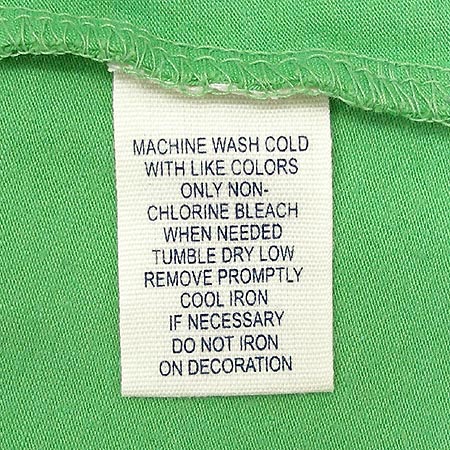 MACHINE WASH COLD
WITH LIKE COLORS
ONLY NON-
CHLORINE BLEACH
WHEN NEEDED
TUMBLE DRY LOW
REMOVE PROMPTLY
COOL IRON
IF NECESSARY
DO NOT IRON
ON DECORATION